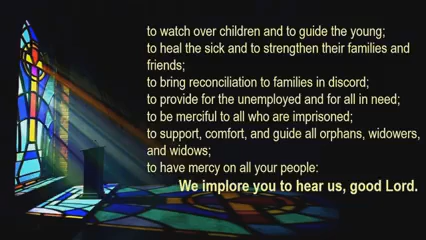 to watch over children and to guide the young;
to heal the sick and to strengthen their families and
friends;
to bring reconciliation to families in discord;
to provide for the unemployed and for all in need;
to be merciful to all who are imprisoned;
to support, comfort, and guide all orphans, widowers,
and widows;
to have mercy on all your people:
We implore you to hear us, good Lord.